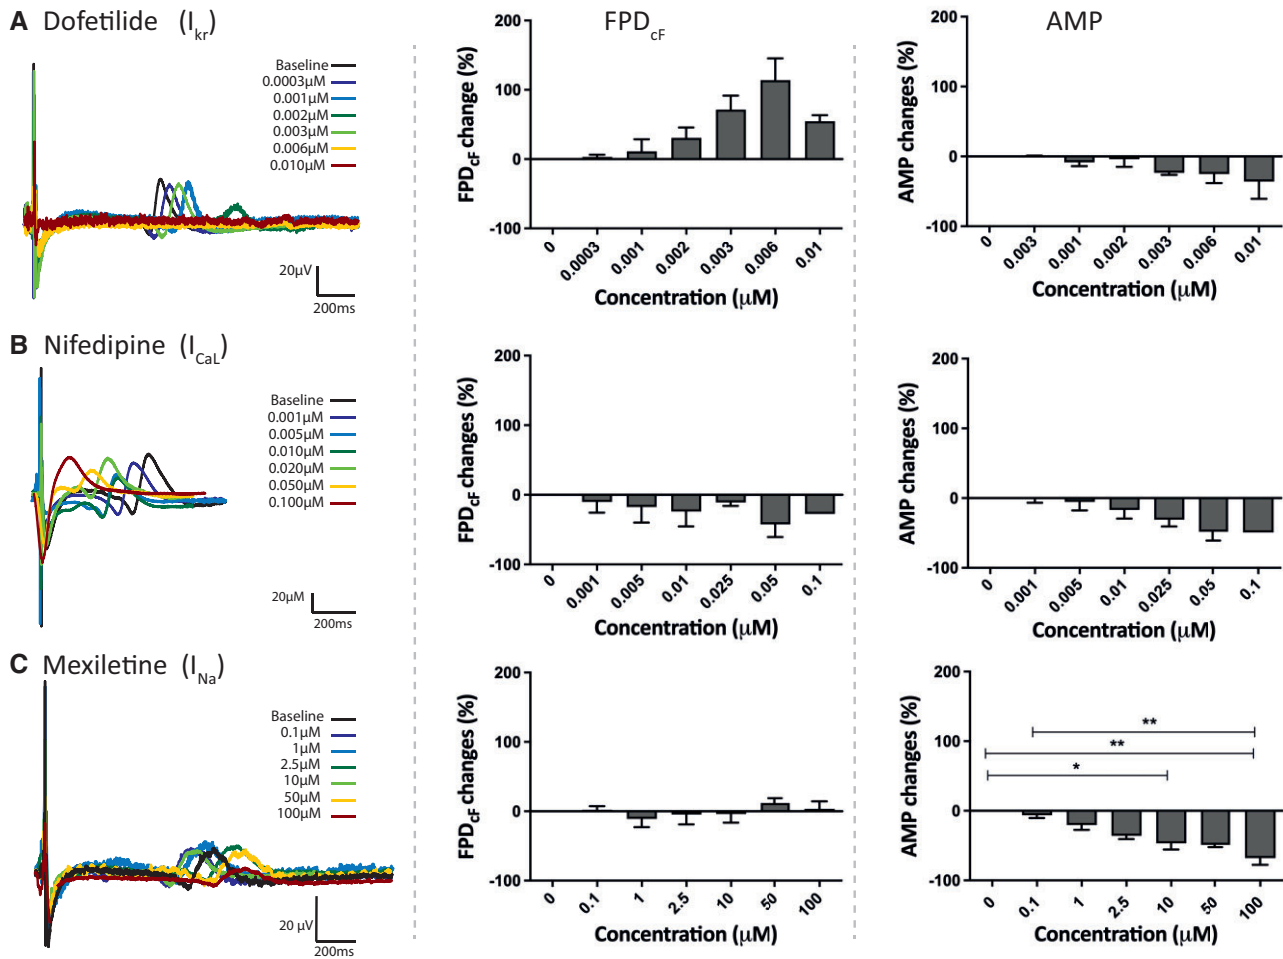 A Dofetilide (Ikr)
FPDcF
AMP
Baseline
0.0003µM
0.001µM
0.002µM
0.003µM
0.006µM
0.010µM
20µV
200ms
FPDcF change (%)
200
100
0
-100
0 0.0003 0.001 0.002 0.003 0.006 0.01
Concentration (µM)
AMP changes (%)
200
100
0
-100
0 0.003 0.001 0.002 0.003 0.006 0.01
Concentration (µM)
B Nifedipine (ICaL)
Baseline
0.001µM
0.005µM
0.010µM
0.020µM
0.050µM
0.100µM
20µM
200ms
FPDcF changes (%)
200
100
0
-100
0 0.001 0.005 0.01 0.025 0.05 0.1
Concentration (µM)
AMP changes (%)
200
100
0
-100
0 0.001 0.005 0.01 0.025 0.05 0.1
Concentration (µM)
C Mexiletine (INa)
Baseline
0.1µM
1µM
2.5µM
10µM
50µM
100µM
20 µV
200ms
FPDcF changes (%)
200
100
0
-100
0 0.1 1 2.5 10 50 100
Concentration (µM)
AMP changes (%)
200
100
0
-100
**
**
*
0 0.1 1 2.5 10 50 100
Concentration (µM)